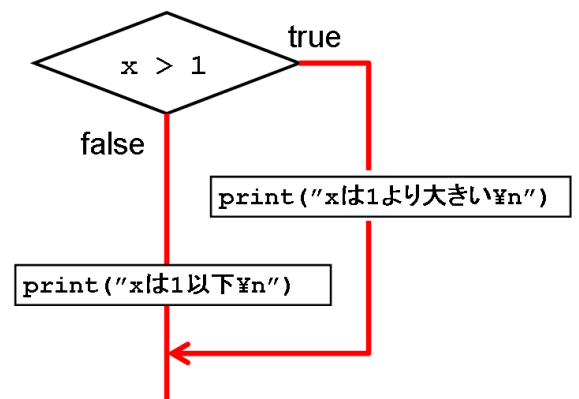 true
x > 1
false
print("xは1より大きい¥n")
print("xは1以下¥n")